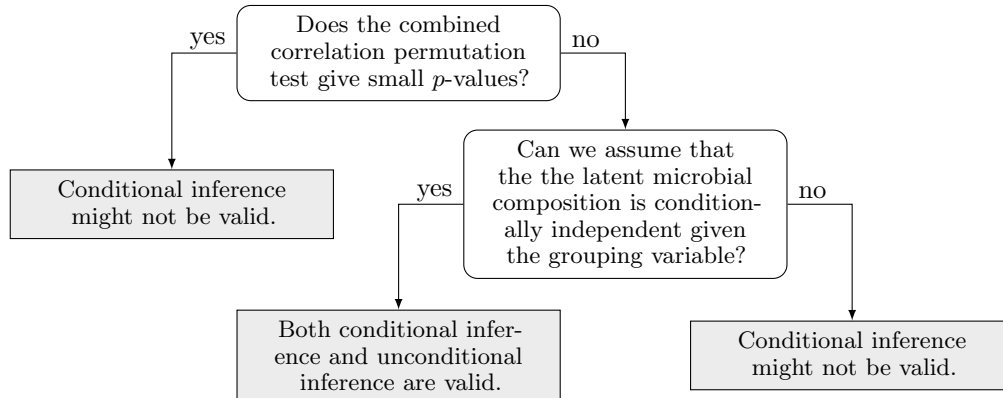 yes
Does the combined
correlation permutation
test give small p-values?
no
Conditional inference
might not be valid.
yes
Can we assume that
the the latent microbial
composition is condition-
ally independent given
the grouping variable?
no
Both conditional infer-
ence and unconditional
inference are valid.
Conditional inference
might not be valid.